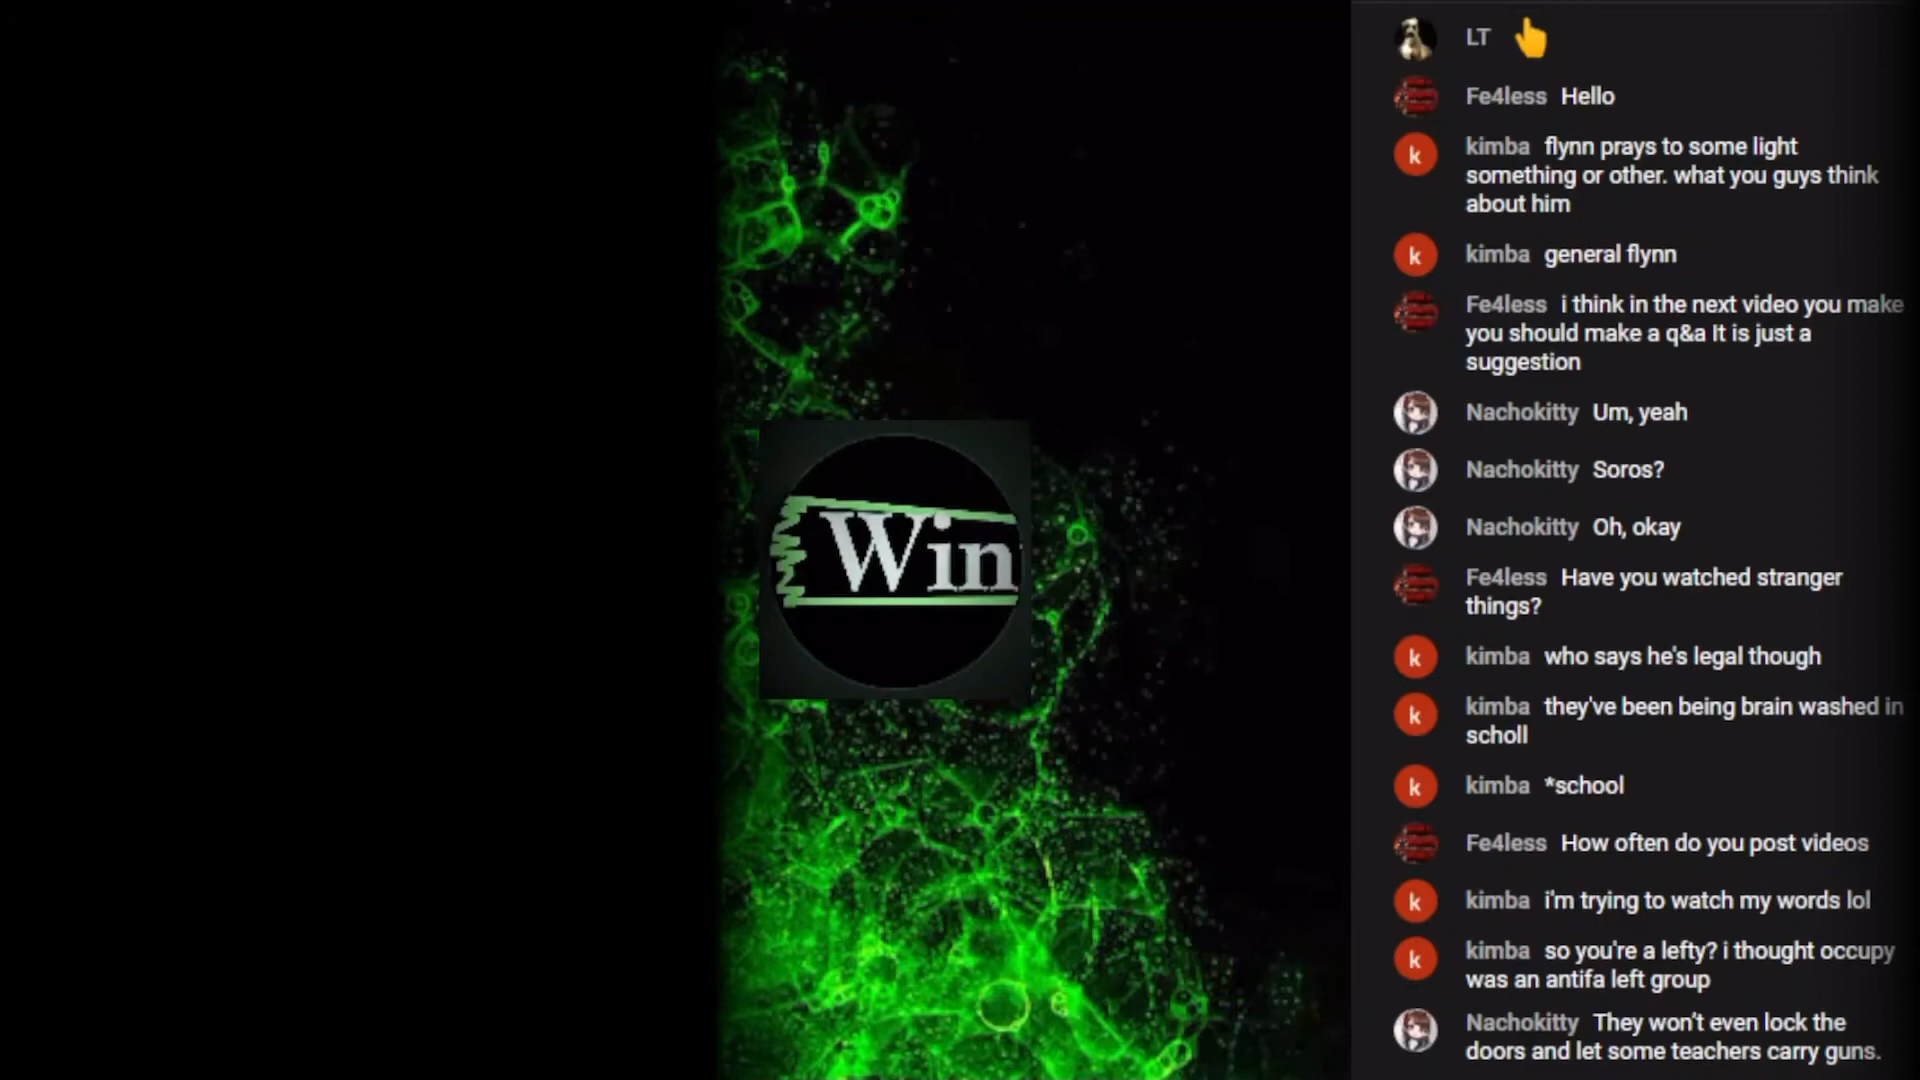 Win
LT 👆
Fe4less Hello
kimba flynn prays to some light
something or other. what you guys think
about him
kimba general flynn
Fe4less i think in the next video you make
you should make a q&a It is just a
suggestion
Nachokitty Um, yeah
Nachokitty Soros?
Nachokitty Oh, okay
Fe4less Have you watched stranger
things?
kimba who says he's legal though
kimba they've been being brain washed in
scholl
kimba *school
Fe4less How often do you post videos
kimba i'm trying to watch my words lol
kimba so you're a lefty? i thought occupy
was an antifa left group
Nachokitty They won't even lock the
doors and let some teachers carry guns.